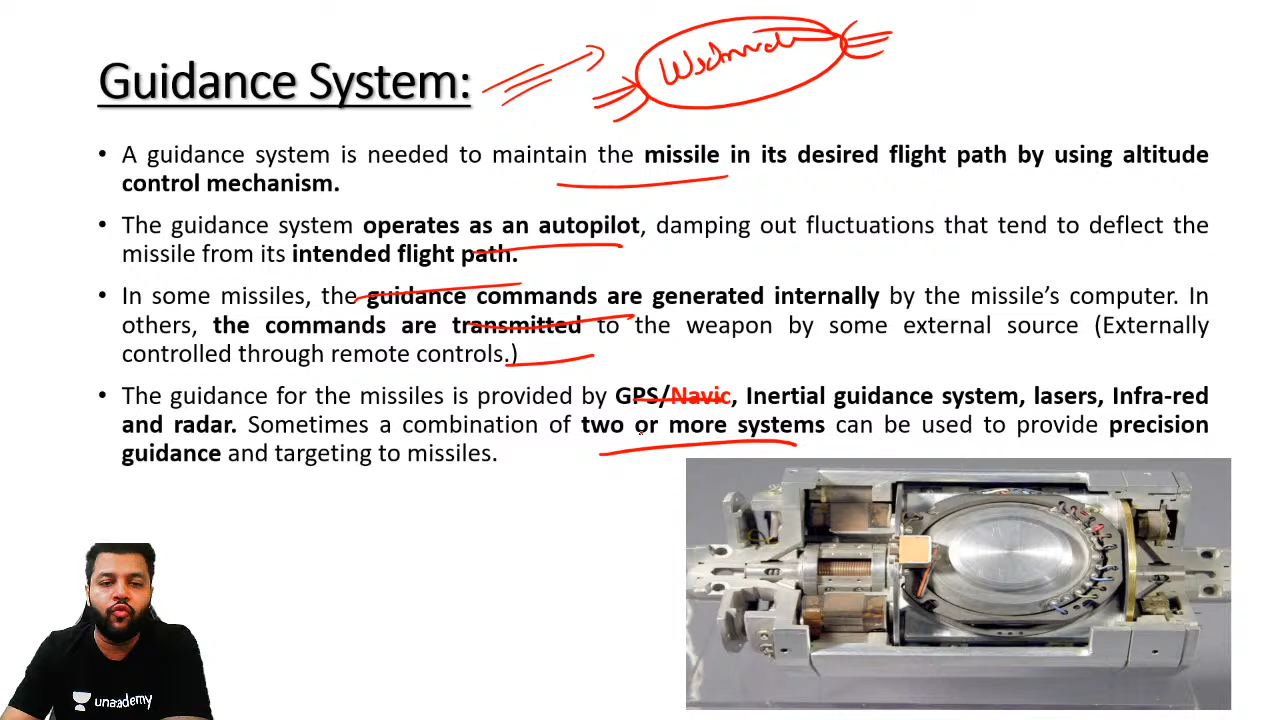 Guidance System:
• A guidance system is needed to maintain the missile in its desired flight path by using altitude
control mechanism.
• The guidance system operates as an autopilot, damping out fluctuations that tend to deflect the
missile from its intended flight path.
• In some missiles, the guidance commands are generated internally by the missile’s computer. In
others, the commands are transmitted to the weapon by some external source (Externally
controlled through remote controls.)
• The guidance for the missiles is provided by GPS/Navic, Inertial guidance system, lasers, Infra-red
and radar. Sometimes a combination of two or more systems can be used to provide precision
guidance and targeting to missiles.
unacademy